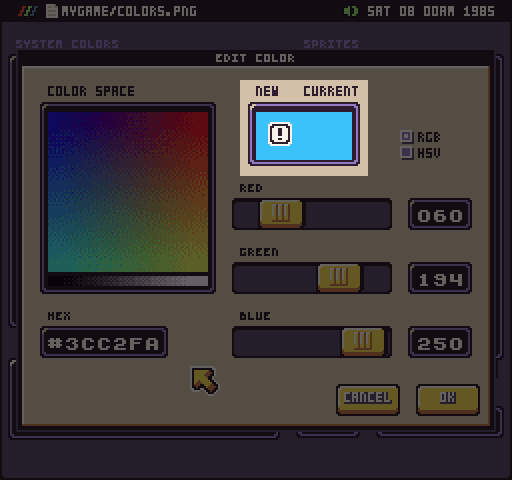 MYGAME/COLORS.PNG
SAT 08 00AM 1985
SYSTEM COLORS
SPRITES
EDIT COLOR
COLOR SPACE
NEW CURRENT
!
RGB
HSV
RED
060
GREEN
194
HEX
BLUE
#3CC2FA
250
CANCEL
OK